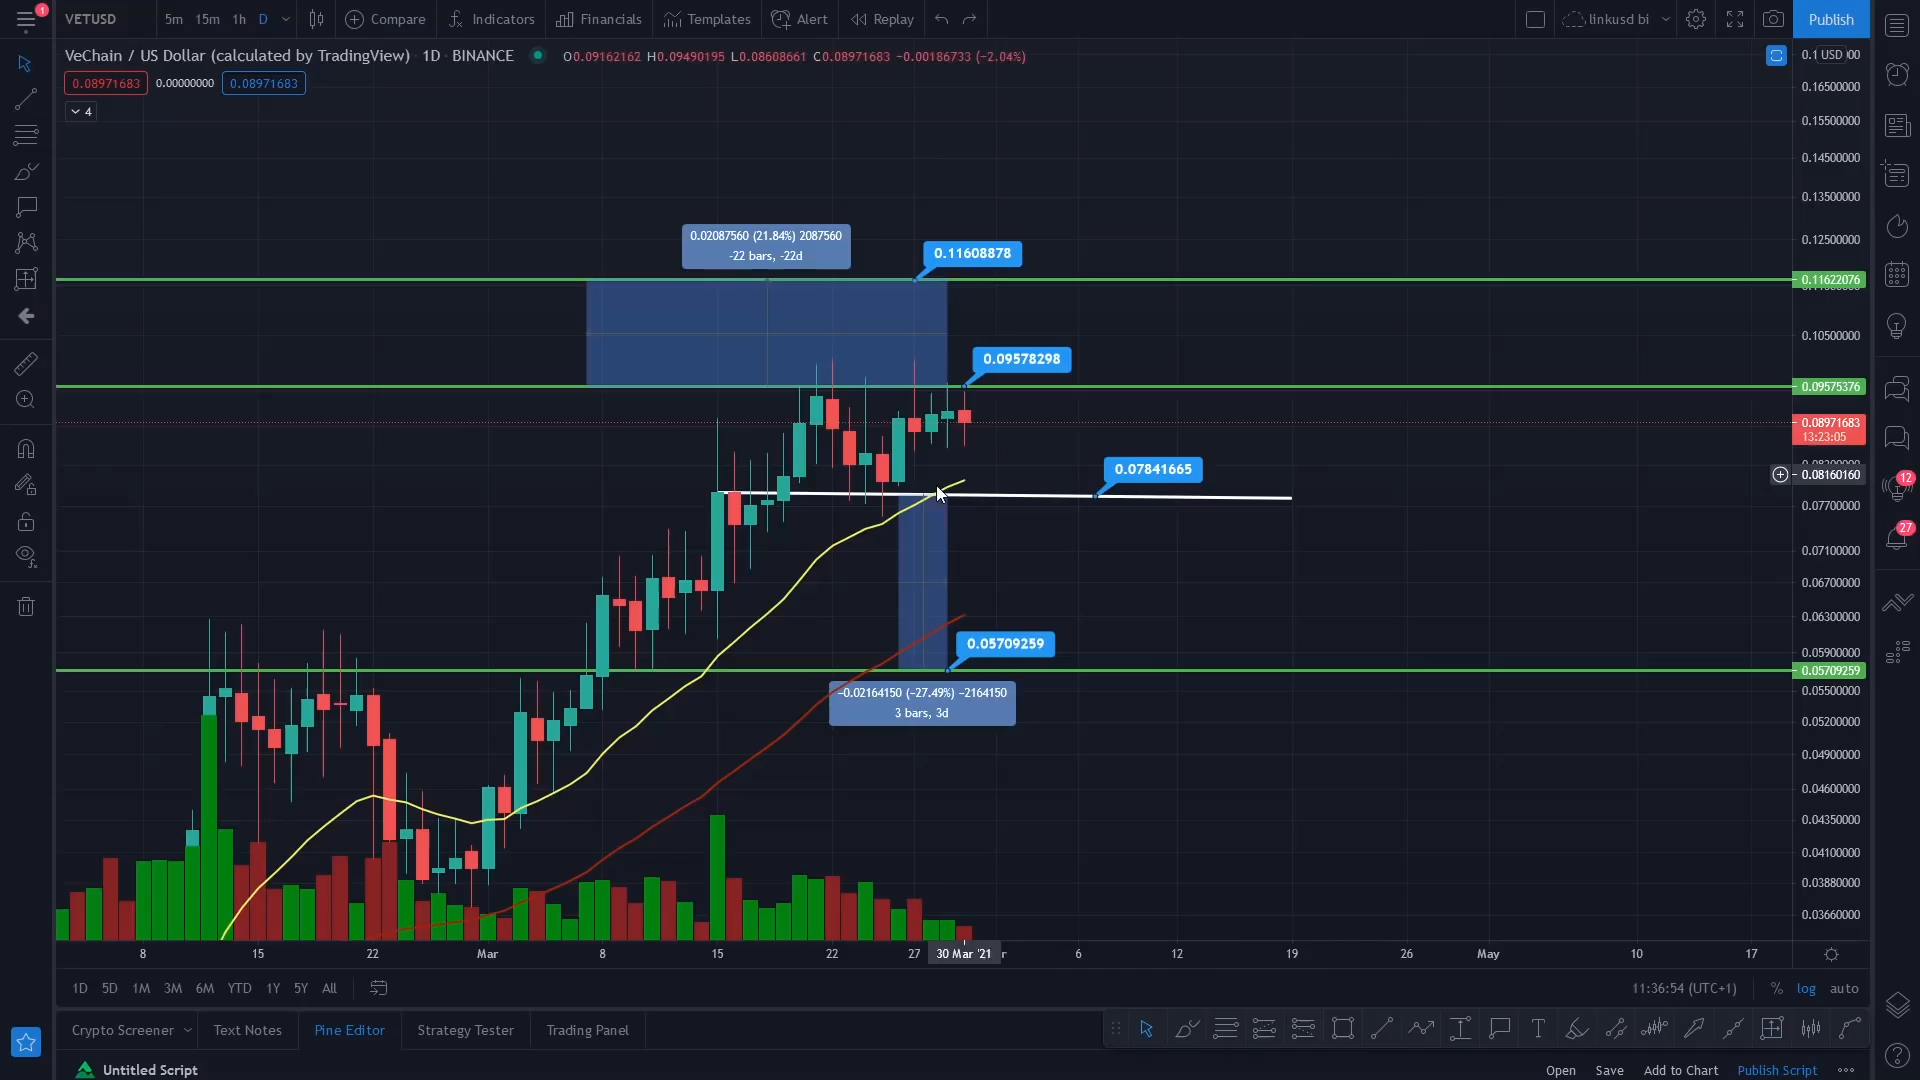 1
VETUSD
5m 15m 1h D
Compare
Indicators
Financials
Templates
Alert
Replay
linkusd bi
Publish
VeChain / US Dollar (calculated by TradingView) · 1D · BINANCE
O0.09162162 H0.09490195 L0.08608661 C0.08971683 −0.00186733 (−2.04%)
USD
0.08971683
0.00000000
0.08971683
4
0.16500000
0.15500000
0.14500000
0.13500000
0.12500000
0.11622076
0.10500000
0.09575376
0.08971683
13:23:05
0.08160160
0.07700000
0.07100000
0.06700000
0.06300000
0.05900000
0.05709259
0.05500000
0.05200000
0.04900000
0.04600000
0.04350000
0.04100000
0.03880000
0.03660000
0.02087560 (21.84%) 2087560
-22 bars, -22d
0.11608878
0.09578298
0.07841665
0.05709259
−0.02164150 (−27.49%) −2164150
3 bars, 3d
12
27
8 15 22 Mar 8 15 22 27 30 Mar '21 6 12 19 26 May 10 17
1D 5D 1M 3M 6M YTD 1Y 5Y All
11:36:54 (UTC+1)
% log auto
Crypto Screener
Text Notes
Pine Editor
Strategy Tester
Trading Panel
Untitled Script
Open
Save
Add to Chart
Publish Script